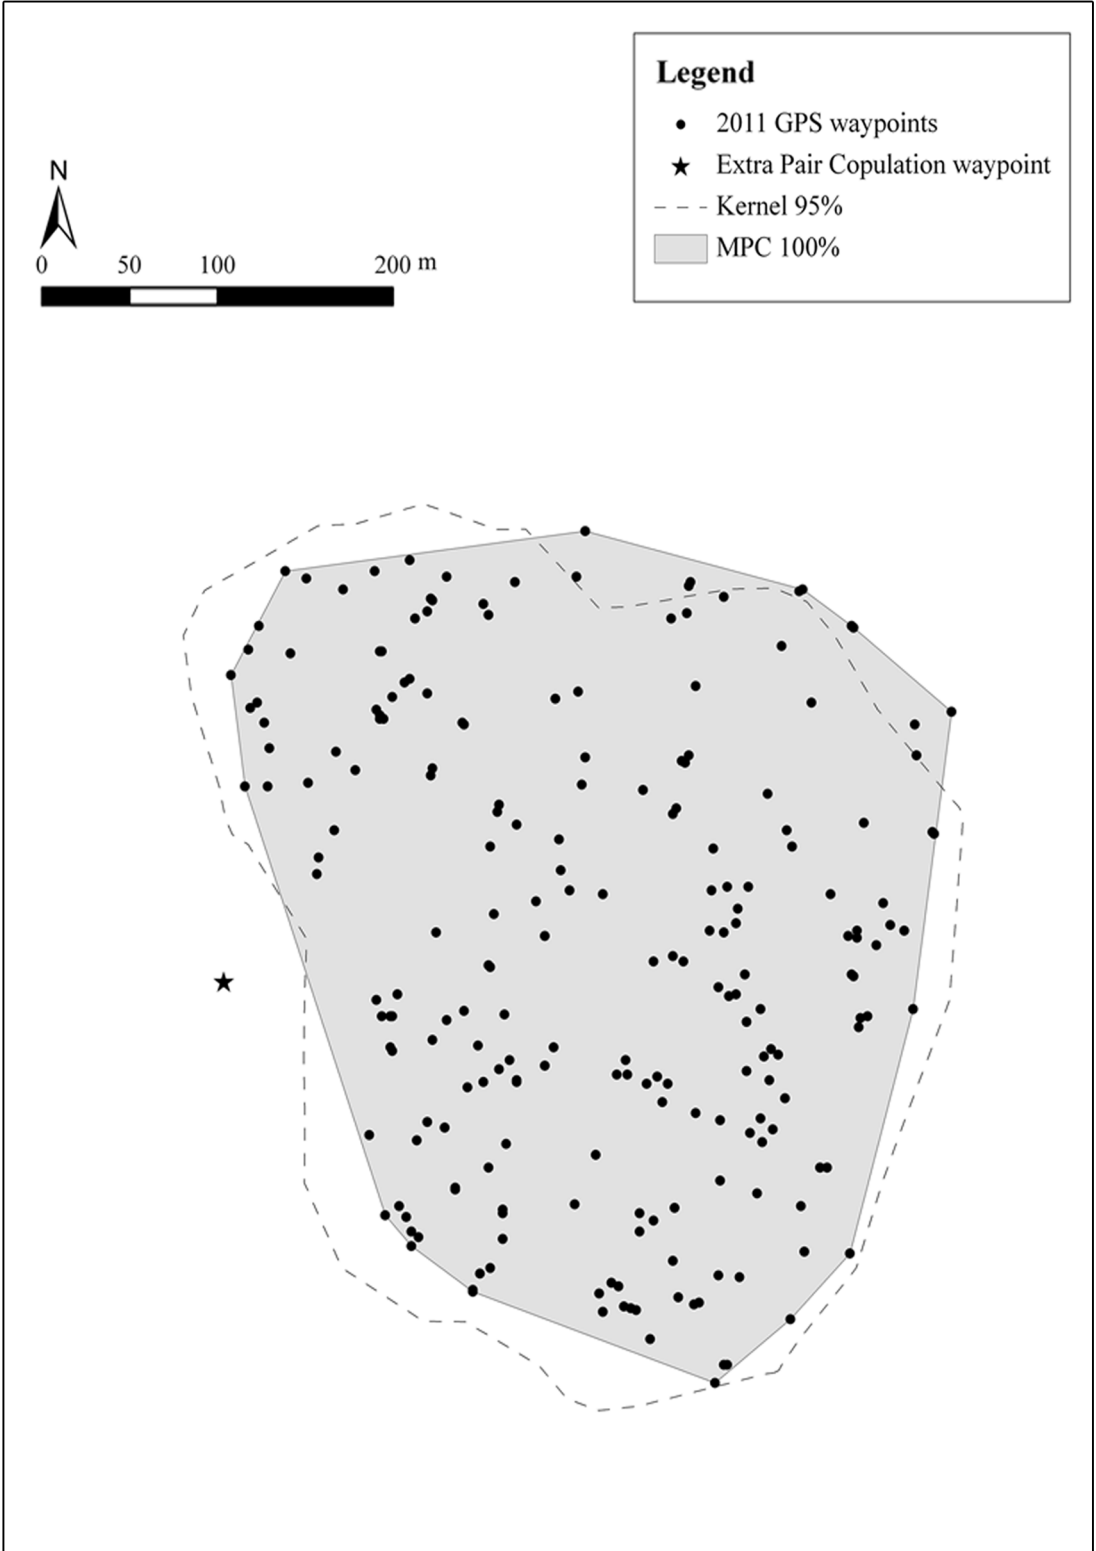 Legend
2011 GPS waypoints
Extra Pair Copulation waypoint
Kernel 95%
MPC 100%
N
0 50 100 200 m